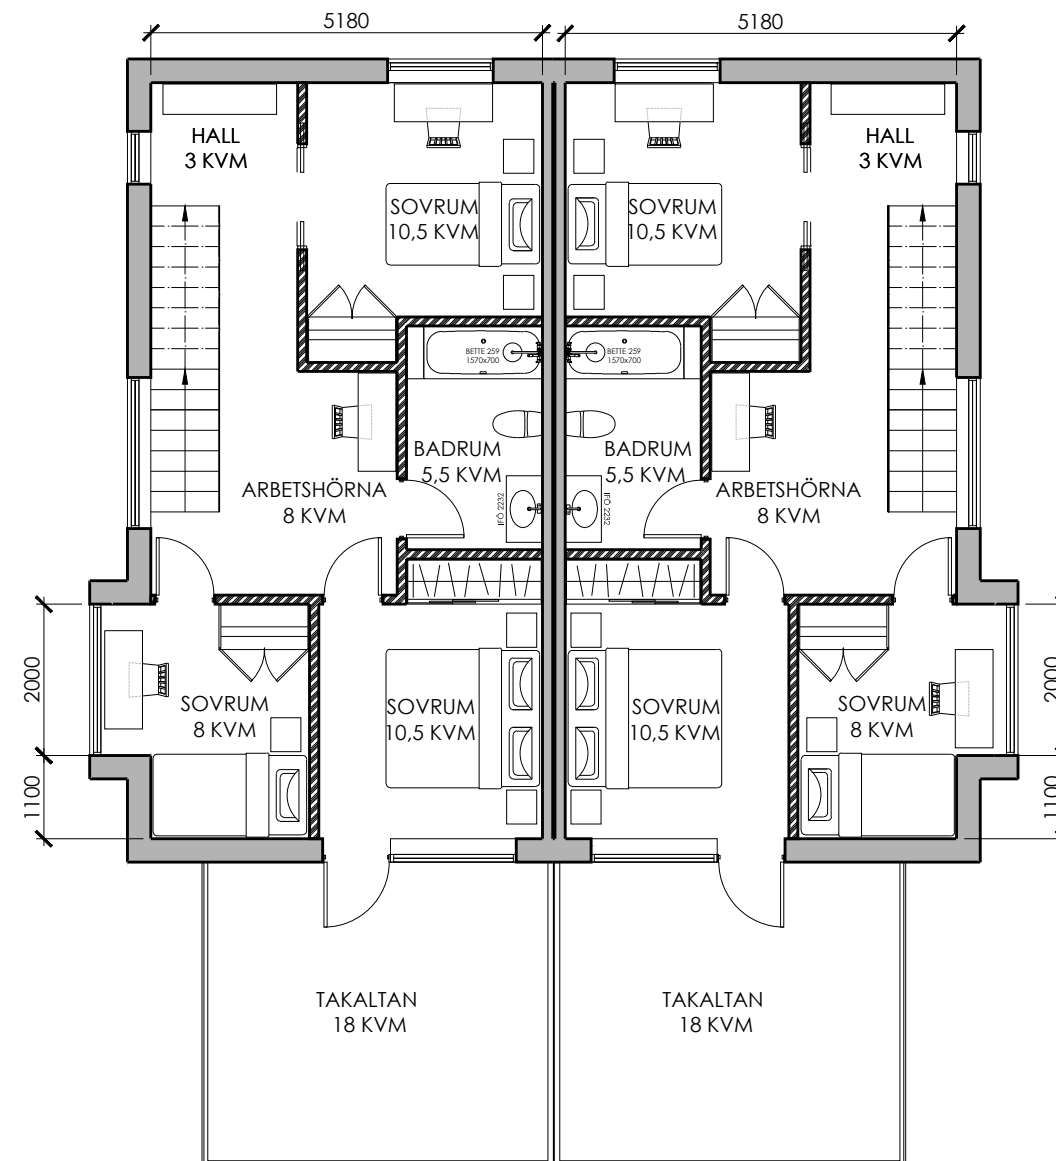 5180
5180
HALL
3 KVM
HALL
3 KVM
SOVRUM
10,5 KVM
SOVRUM
10,5 KVM
BETTE 259
1570x700
BETTE 259
1570x700
BADRUM
5,5 KVM
BADRUM
5,5 KVM
ARBETSHÖRNA
8 KVM
ARBETSHÖRNA
8 KVM
IFÖ 2232
IFÖ 2232
2000
2000
SOVRUM
8 KVM
SOVRUM
10,5 KVM
SOVRUM
10,5 KVM
SOVRUM
8 KVM
1100
1100
TAKALTAN
18 KVM
TAKALTAN
18 KVM